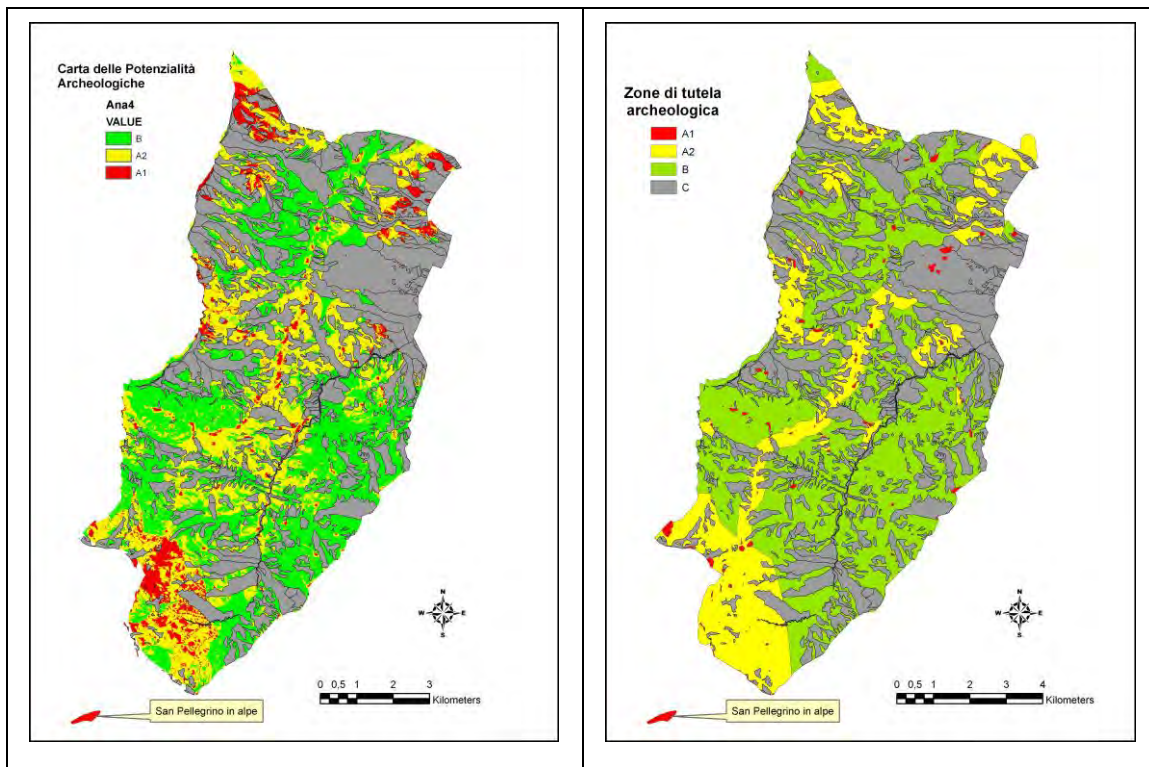 Carta delle Potenzialità
Archeologiche
Ana4
VALUE
B
A2
A1
N
W E
S
0 0,5 1 2 3
Kilometers
San Pellegrino in alpe
Zone di tutela
archeologica
A1
A2
B
C
N
W E
S
0 0,5 1 2 3 4
Kilometers
San Pellegrino in alpe